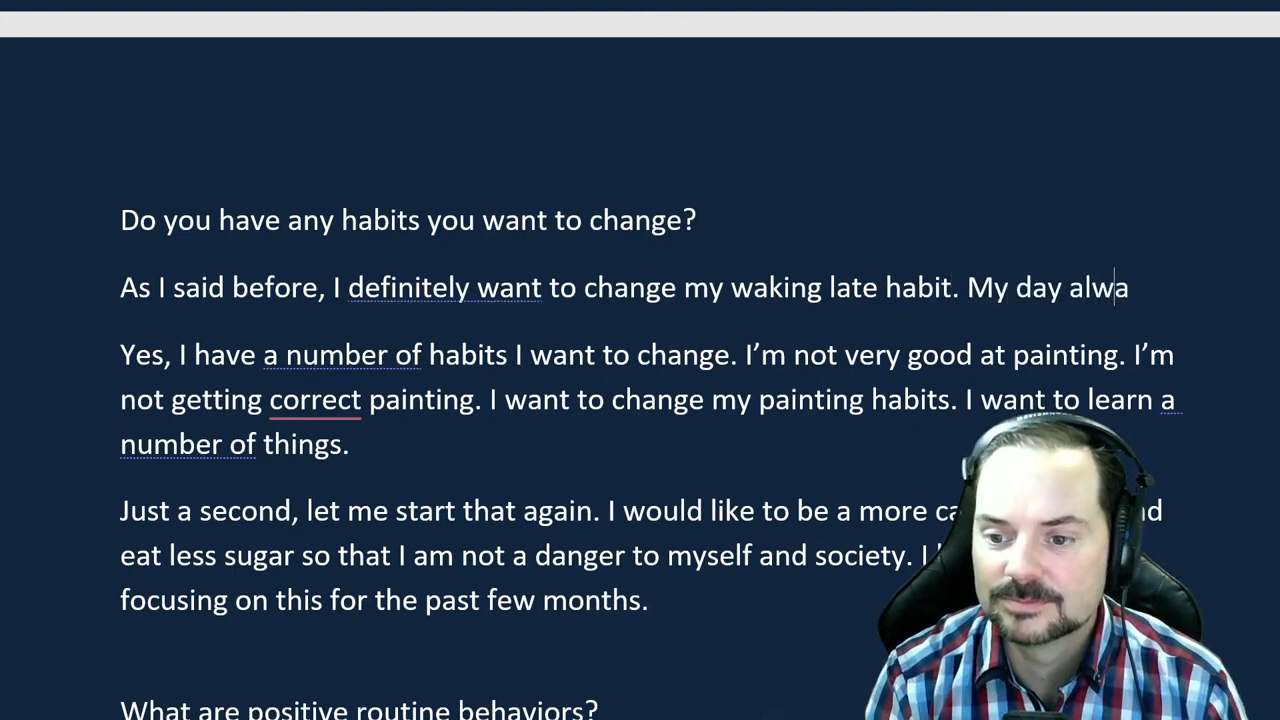 Do you have any habits you want to change?
As I said before, I definitely want to change my waking late habit. My day alwa
Yes, I have a number of habits I want to change. I’m not very good at painting. I’m
not getting correct painting. I want to change my painting habits. I want to learn a
number of things.
Just a second, let me start that again. I would like to be a more
eat less sugar so that I am not a danger to myself and society. I
focusing on this for the past few months.
What are positive routine behaviors?